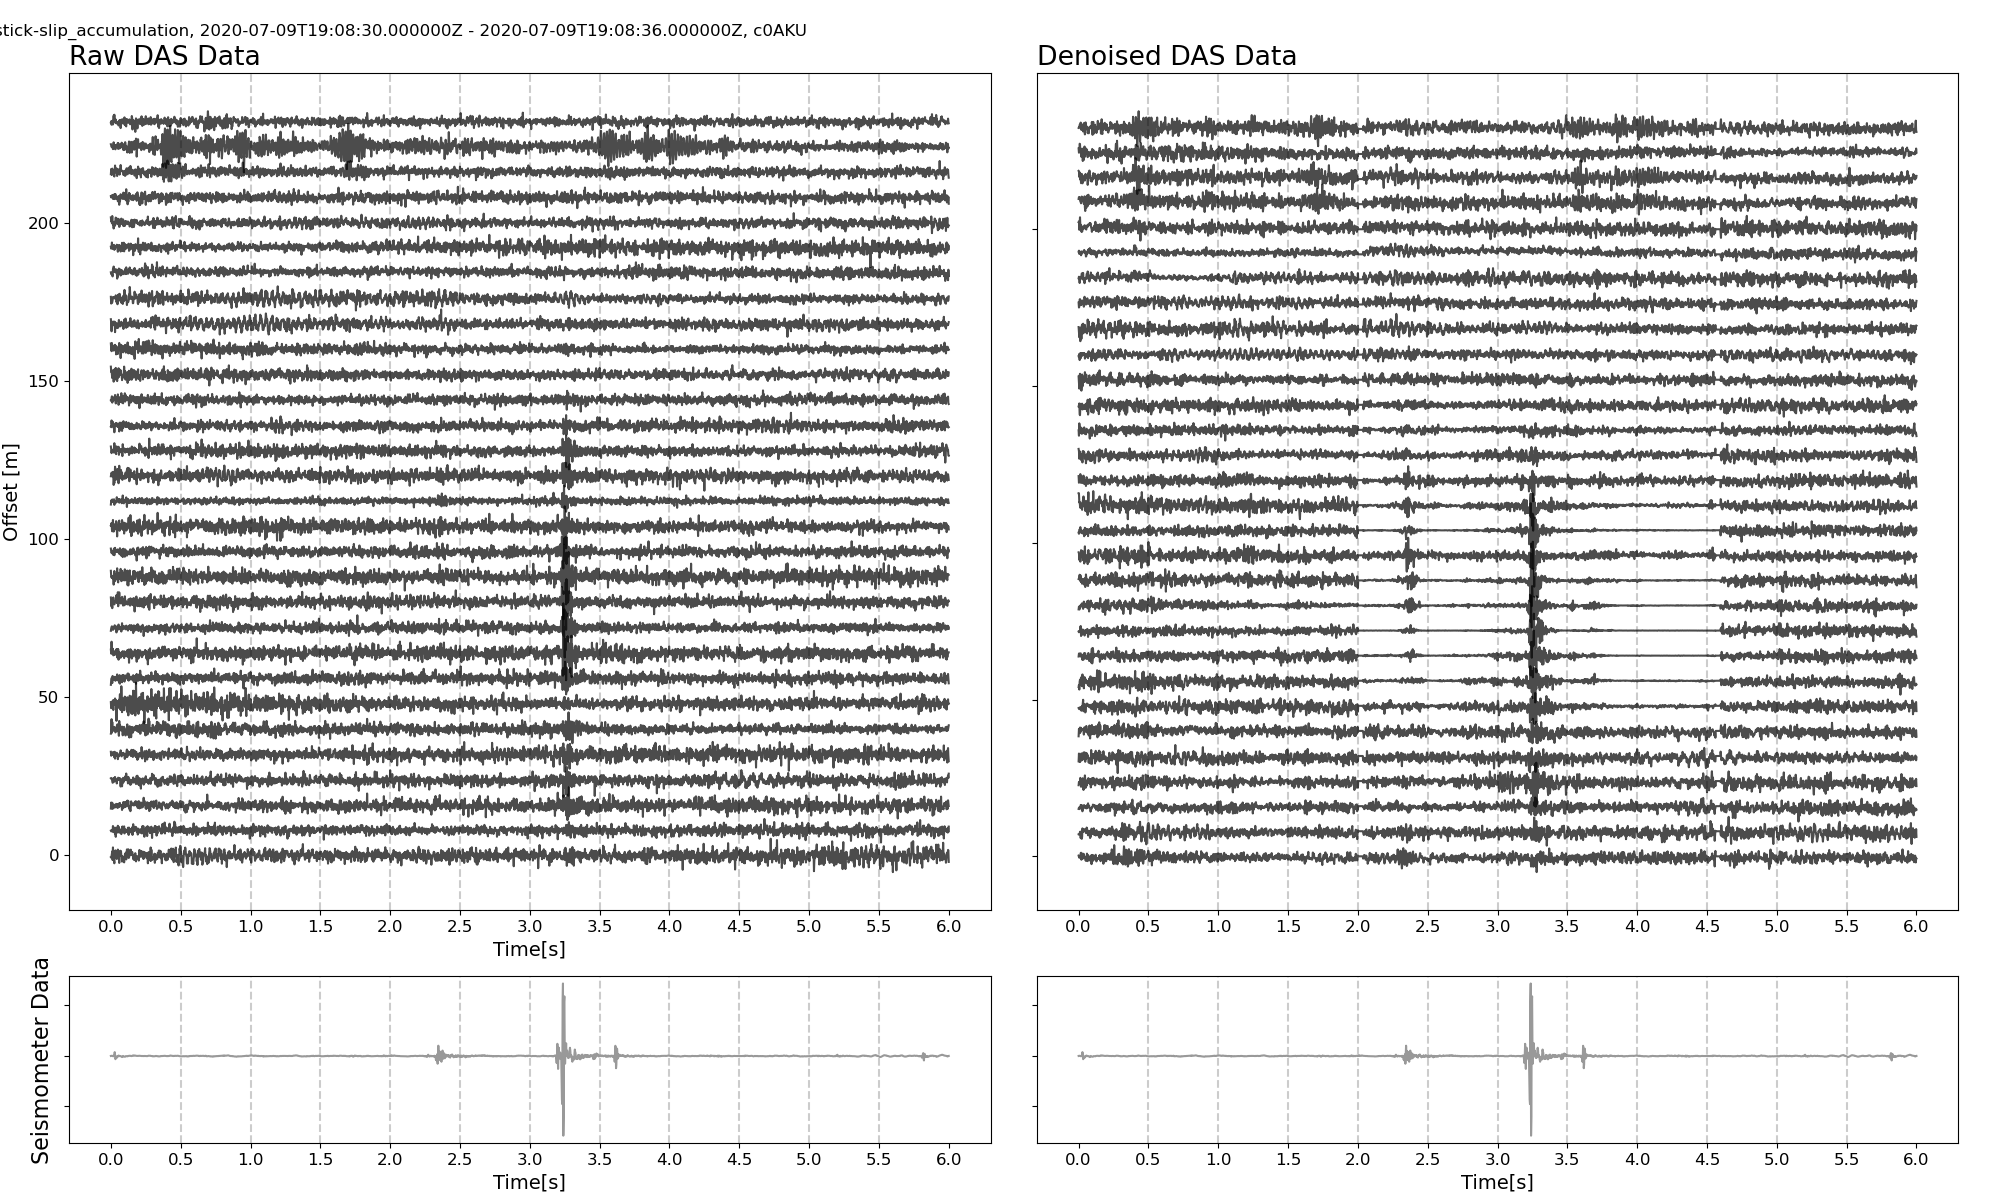 stick-slip_accumulation, 2020-07-09T19:08:30.000000Z - 2020-07-09T19:08:36.000000Z, c0AKU
Raw DAS Data
Denoised DAS Data
Offset [m]
200
150
100
50
0
0.0 0.5 1.0 1.5 2.0 2.5 3.0 3.5 4.0 4.5 5.0 5.5 6.0
Time[s]
0.0 0.5 1.0 1.5 2.0 2.5 3.0 3.5 4.0 4.5 5.0 5.5 6.0
Seismometer Data
0.0 0.5 1.0 1.5 2.0 2.5 3.0 3.5 4.0 4.5 5.0 5.5 6.0
Time[s]
0.0 0.5 1.0 1.5 2.0 2.5 3.0 3.5 4.0 4.5 5.0 5.5 6.0
Time[s]